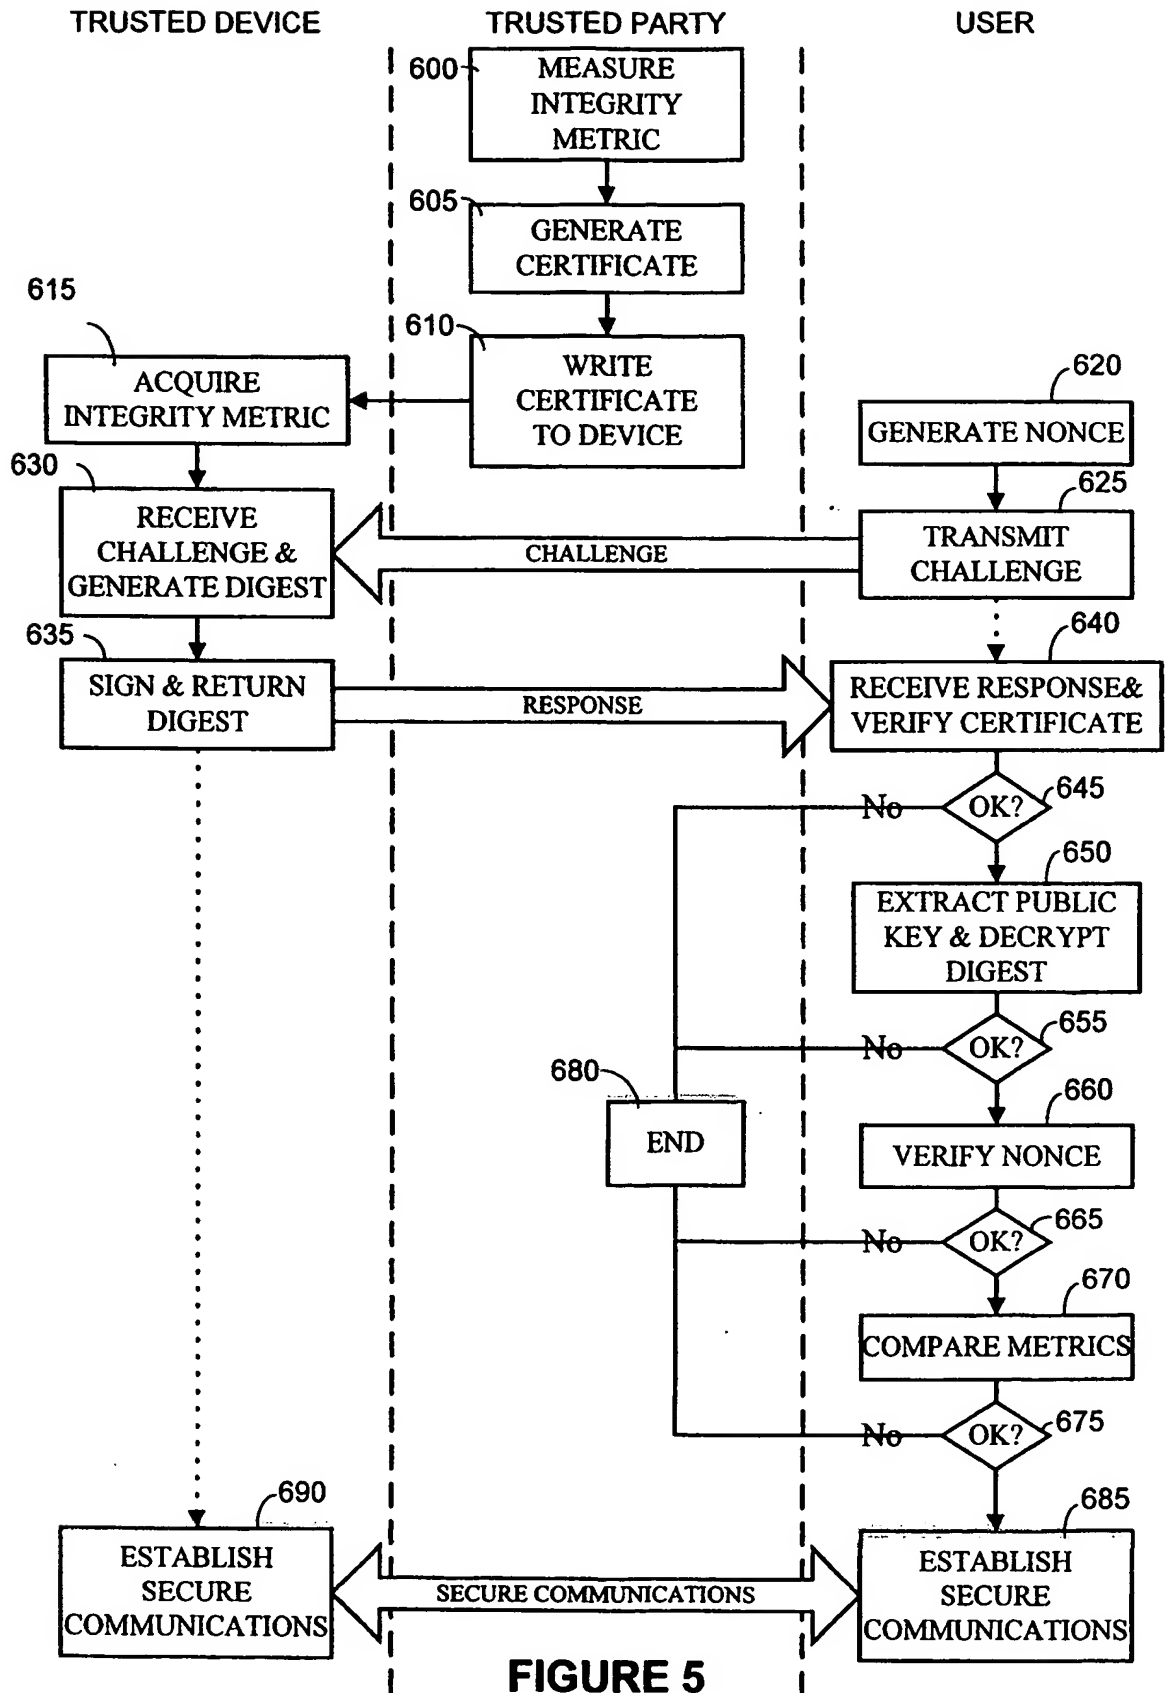 TRUSTED DEVICE
TRUSTED PARTY
USER
600
MEASURE
INTEGRITY
METRIC
605
GENERATE
CERTIFICATE
610
WRITE
CERTIFICATE
TO DEVICE
615
ACQUIRE
INTEGRITY METRIC
620
GENERATE NONCE
625
TRANSMIT
CHALLENGE
CHALLENGE
630
RECEIVE
CHALLENGE &
GENERATE DIGEST
635
SIGN & RETURN
DIGEST
RESPONSE
640
RECEIVE RESPONSE&
VERIFY CERTIFICATE
645
OK?
No
650
EXTRACT PUBLIC
KEY & DECRYPT
DIGEST
655
OK?
No
680
END
660
VERIFY NONCE
665
OK?
No
670
COMPARE METRICS
675
OK?
No
690
ESTABLISH
SECURE
COMMUNICATIONS
SECURE COMMUNICATIONS
685
ESTABLISH
SECURE
COMMUNICATIONS
FIGURE 5